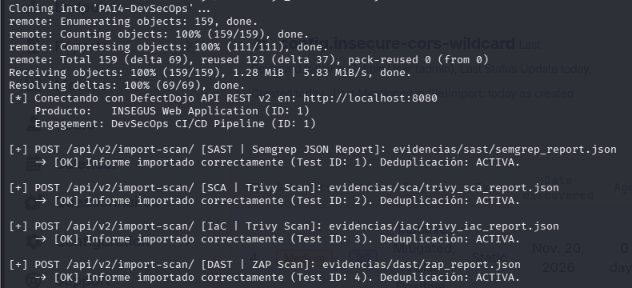 Cloning into 'PAI4-DevSecOps'...
remote: Enumerating objects: 159, done.
remote: Counting objects: 100% (159/159), done.
remote: Compressing objects: 100% (111/111), done.
remote: Total 159 (delta 69), reused 123 (delta 37), pack-reused 0 (from 0)
Receiving objects: 100% (159/159), 1.28 MiB | 5.83 MiB/s, done.
Resolving deltas: 100% (69/69), done.
[*] Conectando con DefectDojo API REST v2 en: http://localhost:8080
Producto: INSEGUS Web Application (ID: 1)
Engagement: DevSecOps CI/CD Pipeline (ID: 1)
[+] POST /api/v2/import-scan/ [SAST | Semgrep JSON Report]: evidencias/sast/semgrep_report.json
→ [OK] Informe importado correctamente (Test ID: 1). Deduplicación: ACTIVA.
[+] POST /api/v2/import-scan/ [SCA | Trivy Scan]: evidencias/sca/trivy_sca_report.json
→ [OK] Informe importado correctamente (Test ID: 2). Deduplicación: ACTIVA.
[+] POST /api/v2/import-scan/ [IaC | Trivy Scan]: evidencias/iac/trivy_iac_report.json
→ [OK] Informe importado correctamente (Test ID: 3). Deduplicación: ACTIVA.
Nov. 20,
2026
[+] POST /api/v2/import-scan/ [DAST | ZAP Scan]: evidencias/dast/zap_report.json
→ [OK] Informe importado correctamente (Test ID: 4). Deduplicación: ACTIVA.